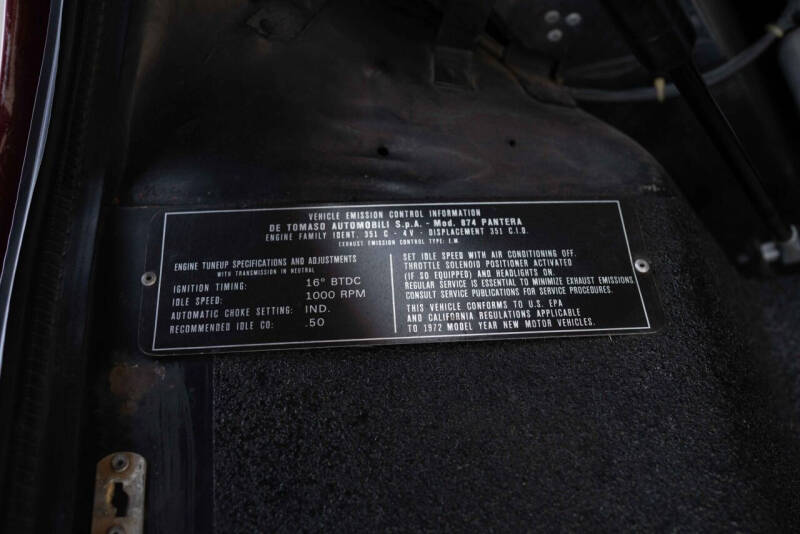 VEHICLE EMISSION CONTROL INFORMATION
DE TOMASO AUTOMOBILI S.p.A. - Mod. 874 PANTERA
ENGINE FAMILY IDENT. 351 C - 4V - DISPLACEMENT 351 C.I.D.
EXHAUST EMISSION CONTROL TYPE: E.M.
ENGINE TUNEUP SPECIFICATIONS AND ADJUSTMENTS
WITH TRANSMISSION IN NEUTRAL
IGNITION TIMING: 16° BTDC
IDLE SPEED: 1000 RPM
AUTOMATIC CHOKE SETTING: IND.
RECOMMENDED IDLE CO: .50
SET IDLE SPEED WITH AIR CONDITIONING OFF.
THROTTLE SOLENOID POSITIONER ACTIVATED
(IF SO EQUIPPED) AND HEADLIGHTS ON.
REGULAR SERVICE IS ESSENTIAL TO MINIMIZE EXHAUST EMISSIONS
CONSULT SERVICE PUBLICATIONS FOR SERVICE PROCEDURES.
THIS VEHICLE CONFORMS TO U.S. EPA
AND CALIFORNIA REGULATIONS APPLICABLE
TO 1972 MODEL YEAR NEW MOTOR VEHICLES.